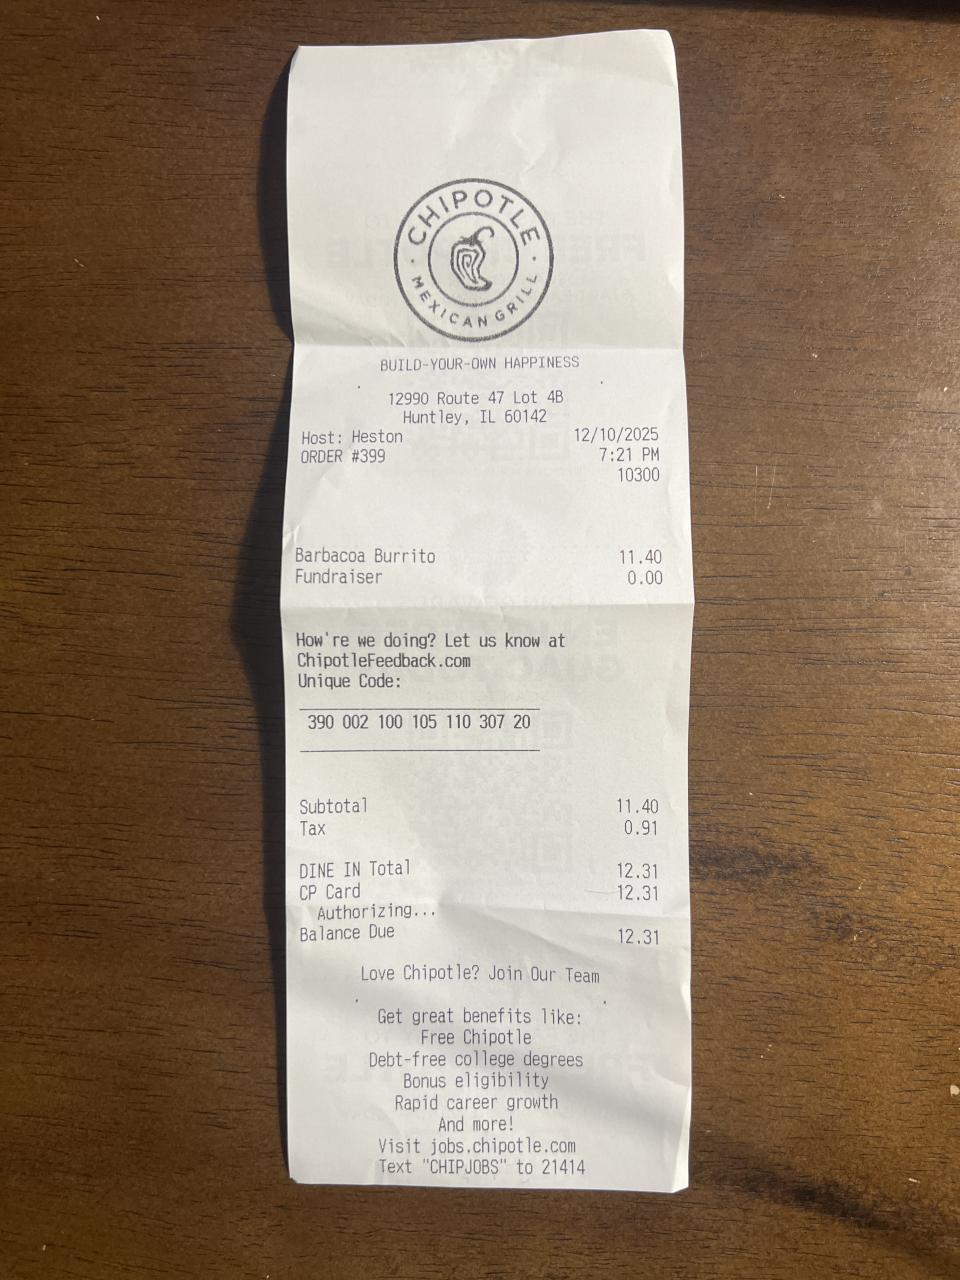 CHIPOTLE
MEXICAN GRILL
BUILD-YOUR-OWN HAPPINESS
12990 Route 47 Lot 4B
Huntley, IL 60142
Host: Heston 12/10/2025
ORDER #399 7:21 PM
10300
Barbacoa Burrito 11.40
Fundraiser 0.00
How're we doing? Let us know at
ChipotleFeedback.com
Unique Code:
390 002 100 105 110 307 20
Subtotal 11.40
Tax 0.91
DINE IN Total 12.31
CP Card 12.31
Authorizing...
Balance Due 12.31
Love Chipotle? Join Our Team
Get great benefits like:
Free Chipotle
Debt-free college degrees
Bonus eligibility
Rapid career growth
And more!
Visit jobs.chipotle.com
Text "CHIPJOBS" to 21414